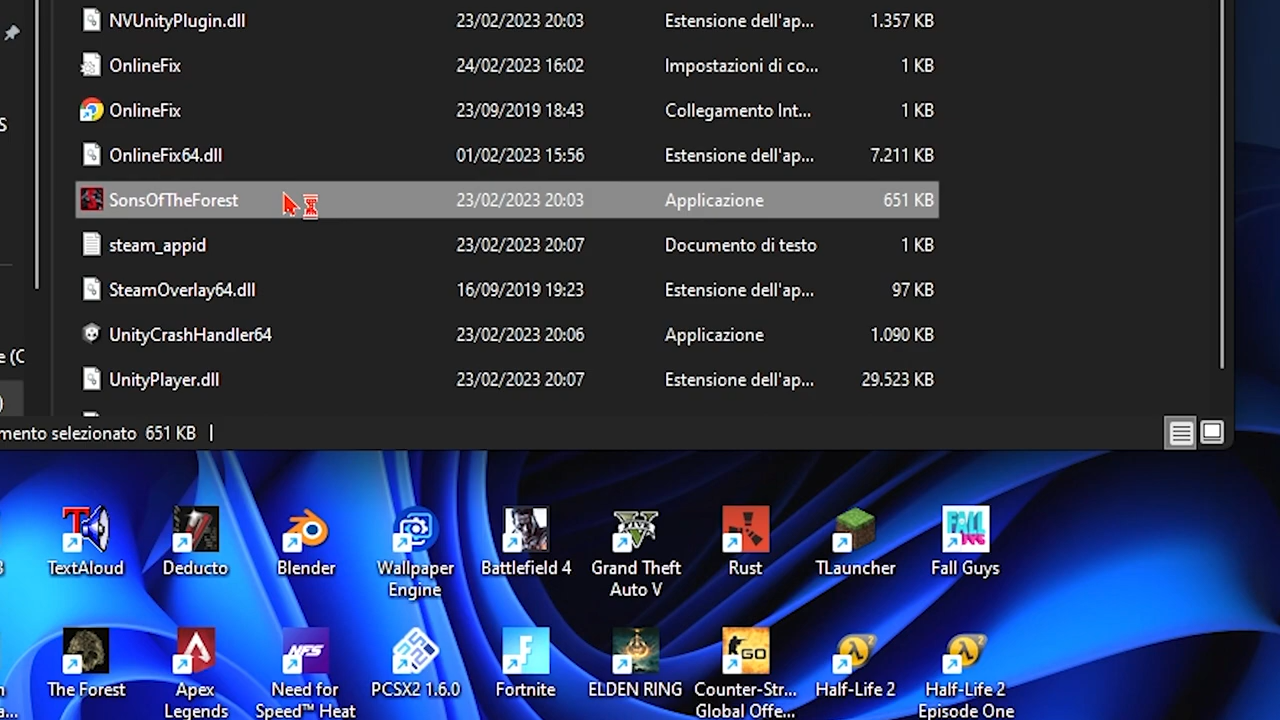 NVUnityPlugin.dll 23/02/2023 20:03 Estensione dell'ap... 1.357 KB
OnlineFix 24/02/2023 16:02 Impostazioni di co... 1 KB
OnlineFix 23/09/2019 18:43 Collegamento Int... 1 KB
S
OnlineFix64.dll 01/02/2023 15:56 Estensione dell'ap... 7.211 KB
SonsOfTheForest 23/02/2023 20:03 Applicazione 651 KB
steam_appid 23/02/2023 20:07 Documento di testo 1 KB
SteamOverlay64.dll 16/09/2019 19:23 Estensione dell'ap... 97 KB
UnityCrashHandler64 23/02/2023 20:06 Applicazione 1.090 KB
e (C
UnityPlayer.dll 23/02/2023 20:07 Estensione dell'ap... 29.523 KB
)
mento selezionato 651 KB
TextAloud Deducto Blender Wallpaper Engine Battlefield 4 Grand Theft Auto V Rust TLauncher Fall Guys
The Forest Apex Legends Need for Speed™ Heat PCSX2 1.6.0 Fortnite ELDEN RING Counter-Str... Global Offe... Half-Life 2 Half-Life 2 Episode One